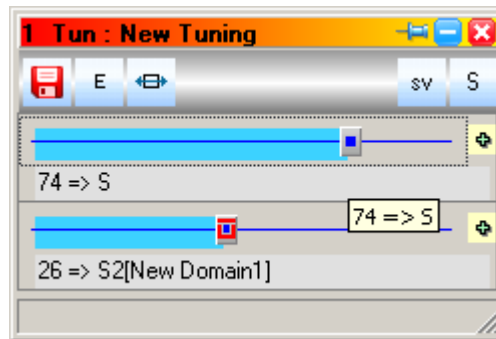 1 Tun : New Tuning
E sv S
74 => S
74 => S
26 => S2[New Domain1]